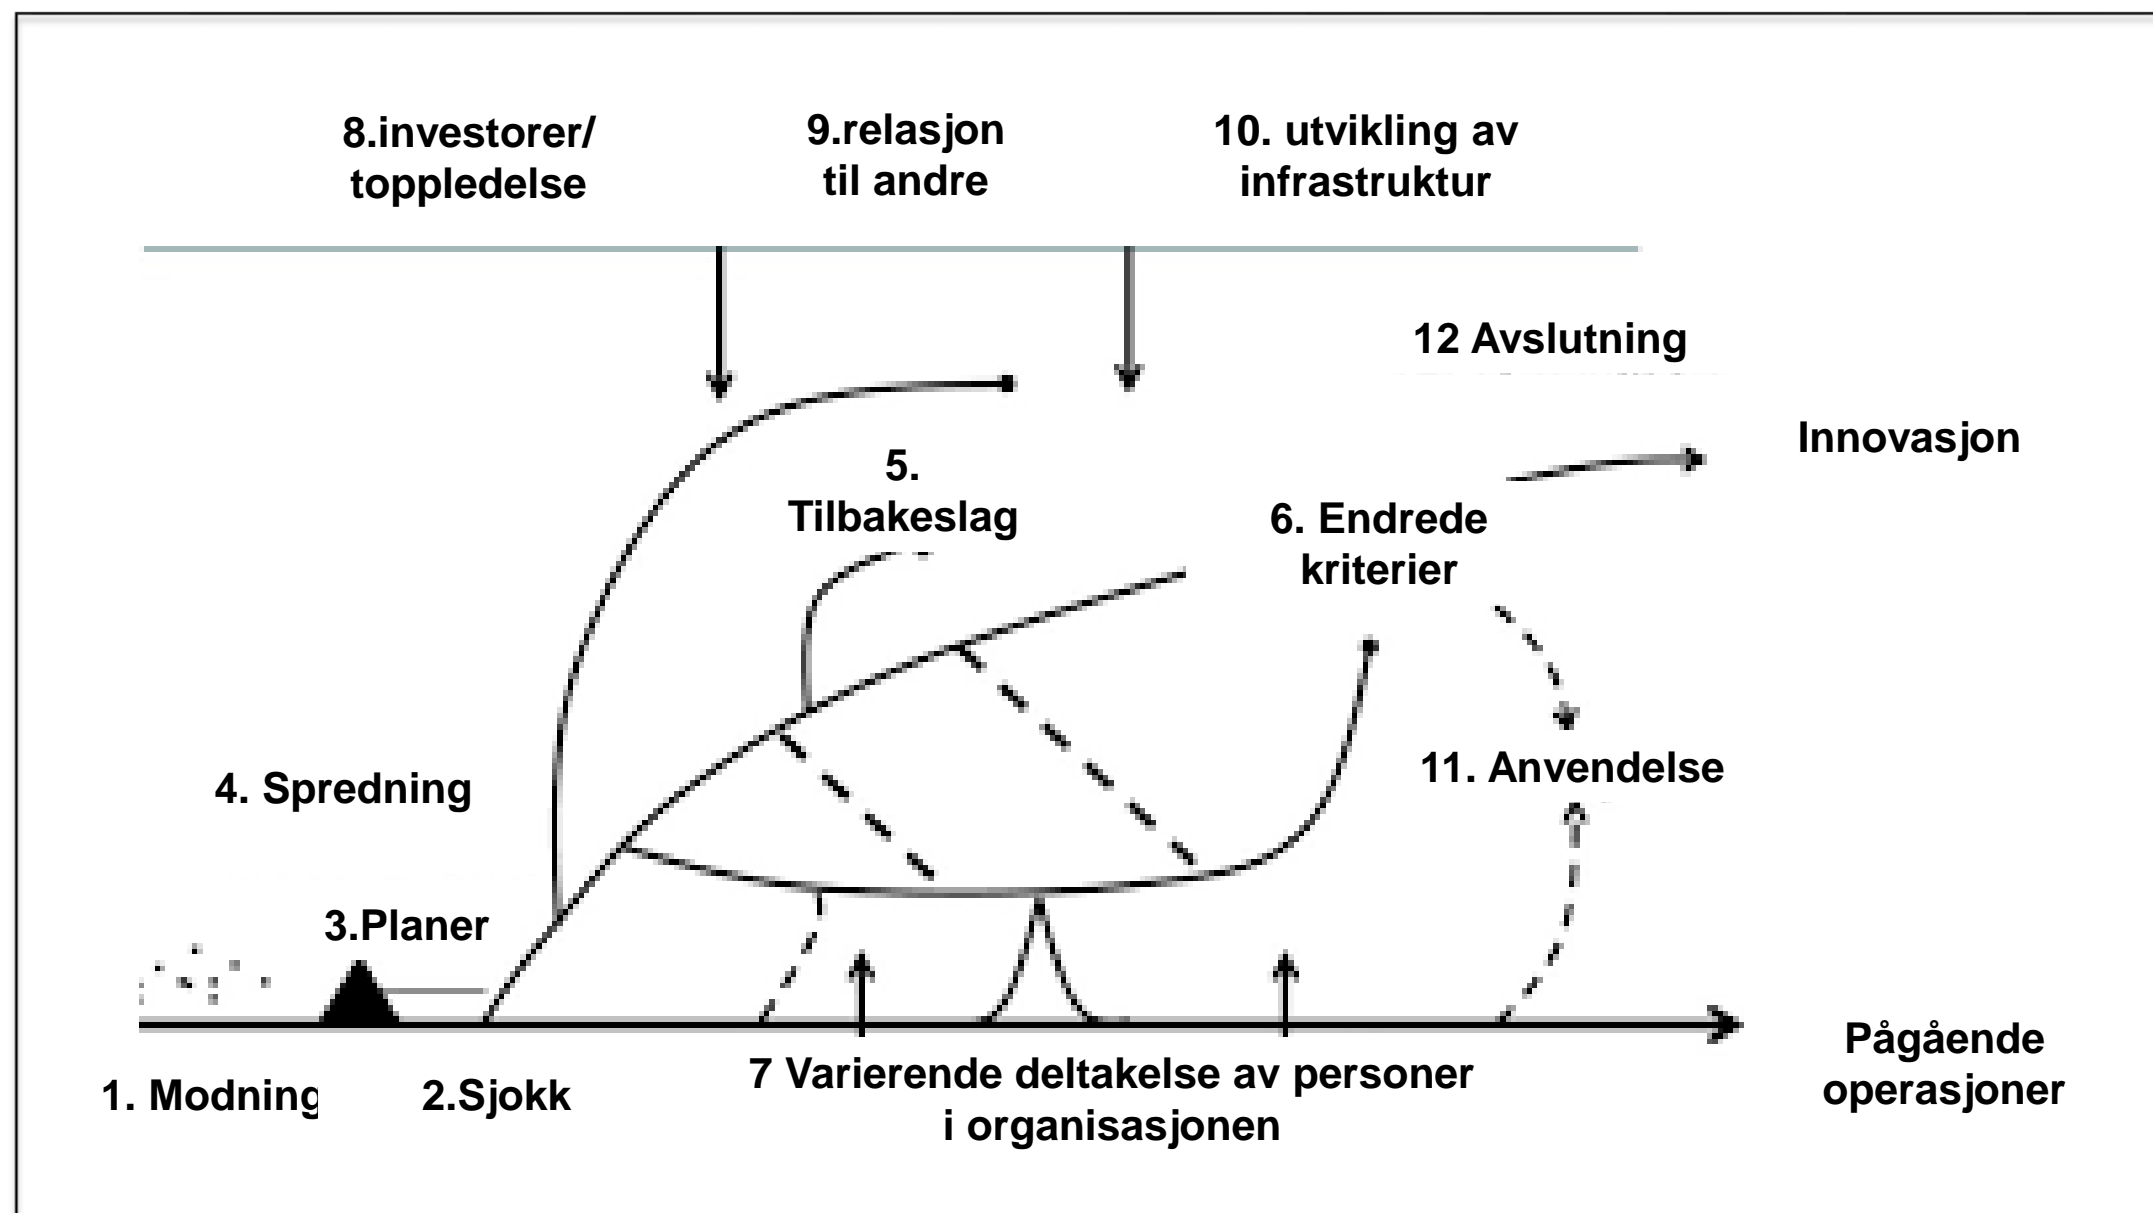 8.investorer/
toppledelse
9.relasjon
til andre
10. utvikling av
infrastruktur
12 Avslutning
Innovasjon
5.
Tilbakeslag
6. Endrede
kriterier
11. Anvendelse
4. Spredning
3.Planer
1. Modning
2.Sjokk
7 Varierende deltakelse av personer
i organisasjonen
Pågående
operasjoner